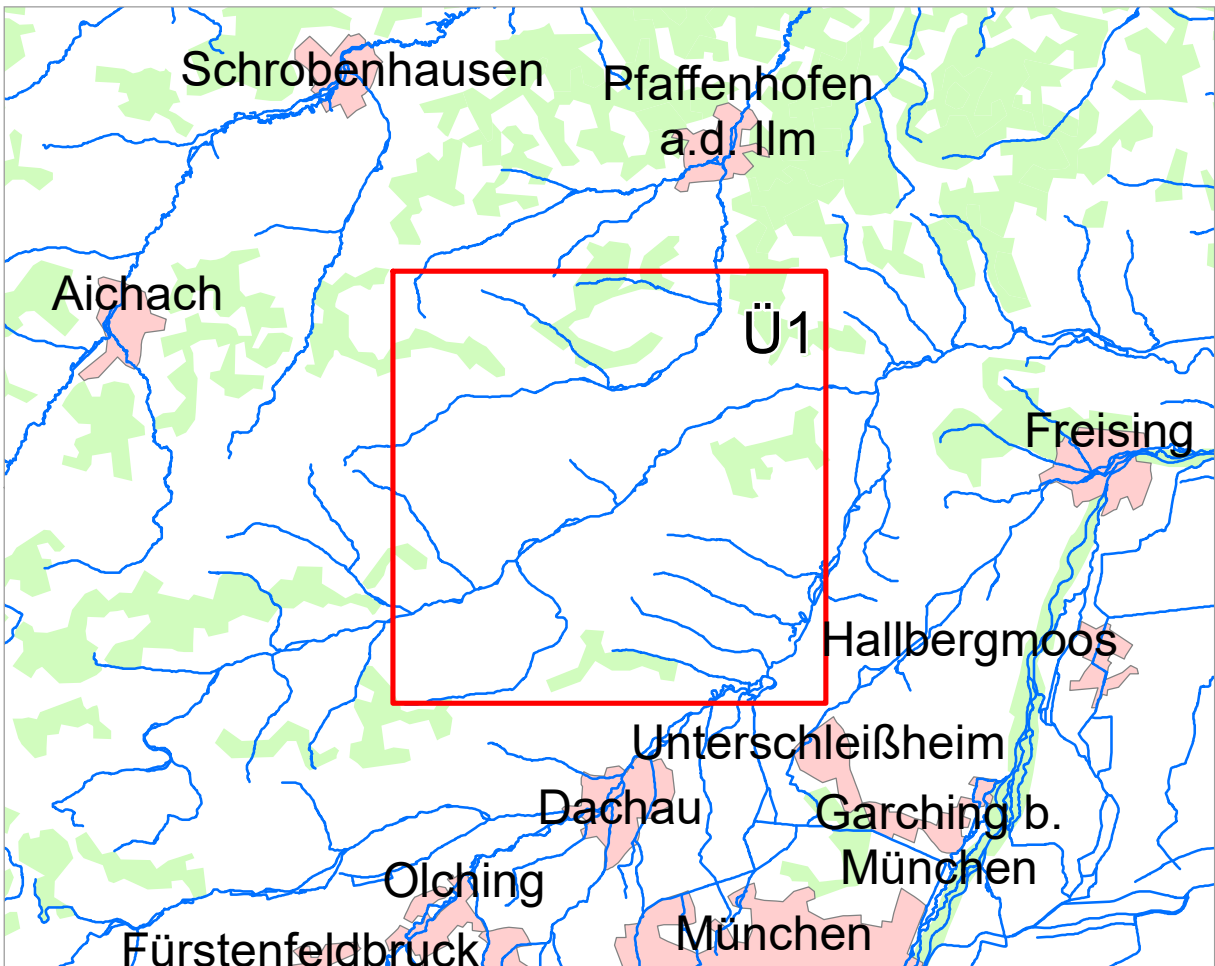 Schrobenhausen
Pfaffenhofen
a.d. Ilm
Aichach
Ü1
Freising
Hallbergmoos
Unterschleißheim
Dachau
Garching b.
München
Olching
München
Fürstenfeldbruck